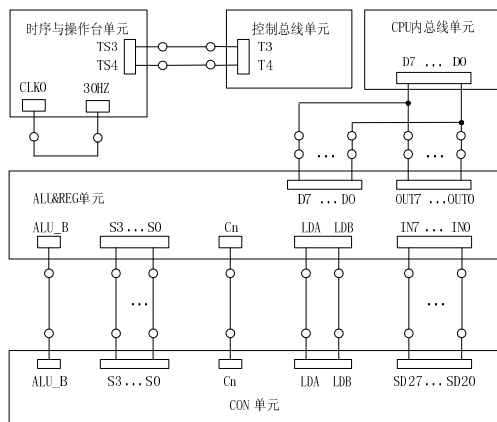 时序与操作台单元
控制总线单元
CPU内总线单元
TS3
T3
TS4
T4
D7 ... D0
CLK0
30HZ
...
...
ALU&REG单元
D7 ... D0
OUT7 ...OUT0
ALU_B
S3...S0
Cn
LDA
LDB
IN7 ... IN0
...
...
ALU_B
S3...S0
Cn
LDA
LDB
SD27...SD20
CON 单元